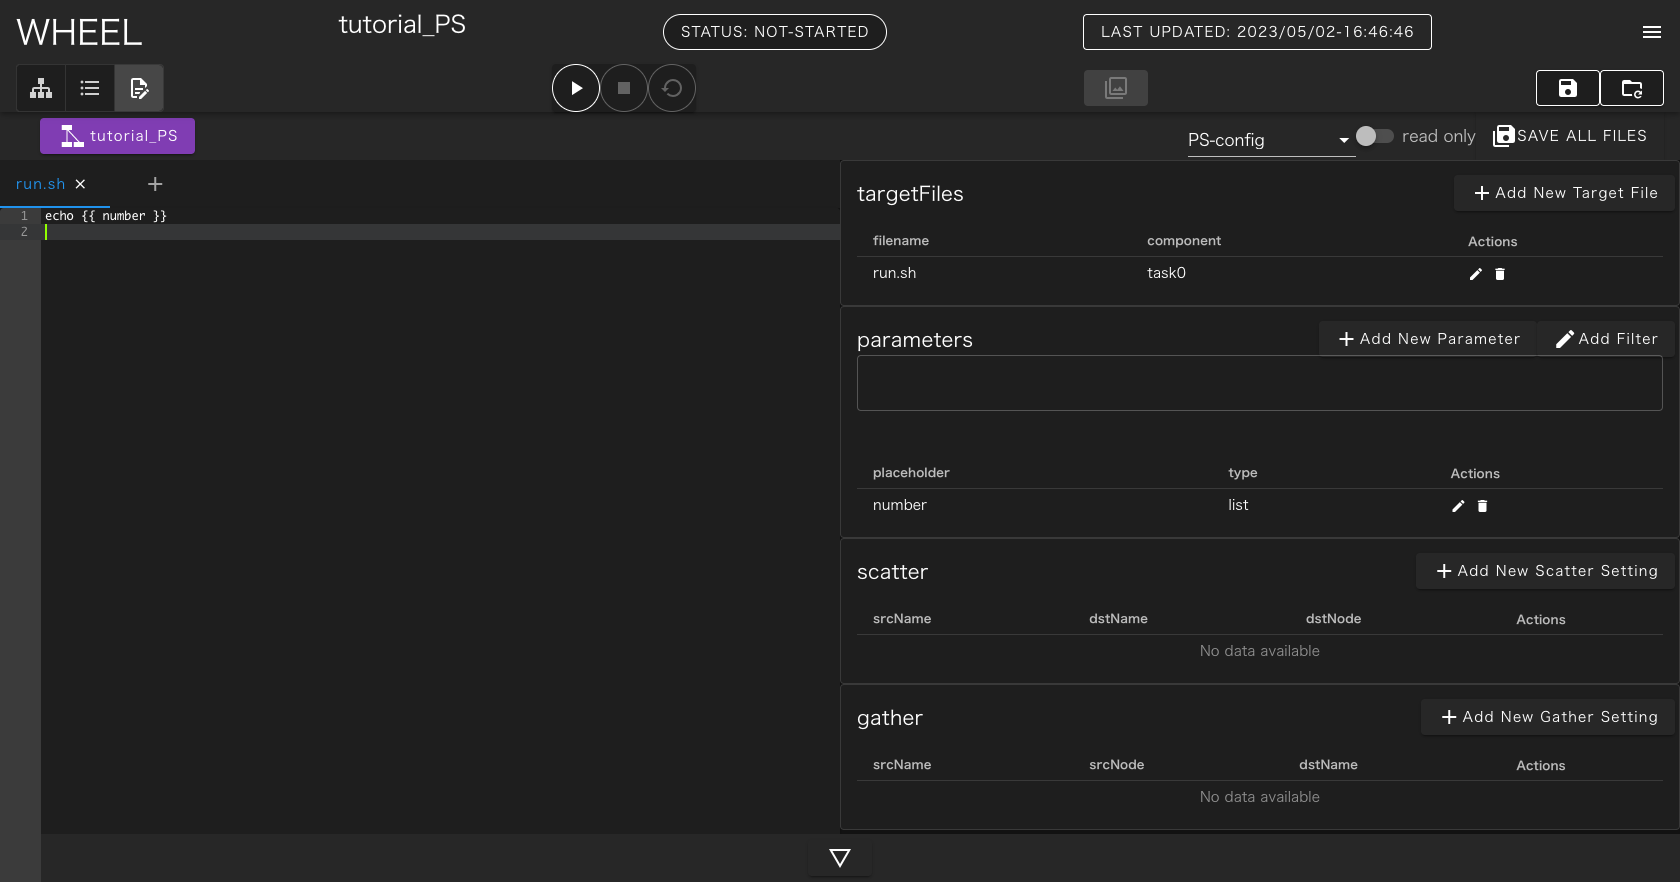 WHEEL
tutorial_PS
STATUS: NOT-STARTED
LAST UPDATED: 2023/05/02-16:46:46
tutorial_PS
PS-config
read only
SAVE ALL FILES
run.sh
1 echo {{ number }}
2
targetFiles
Add New Target File
filename component Actions
run.sh task0
parameters
Add New Parameter
Add Filter
placeholder type Actions
number list
scatter
Add New Scatter Setting
srcName dstName dstNode Actions
No data available
gather
Add New Gather Setting
srcName srcNode dstName Actions
No data available